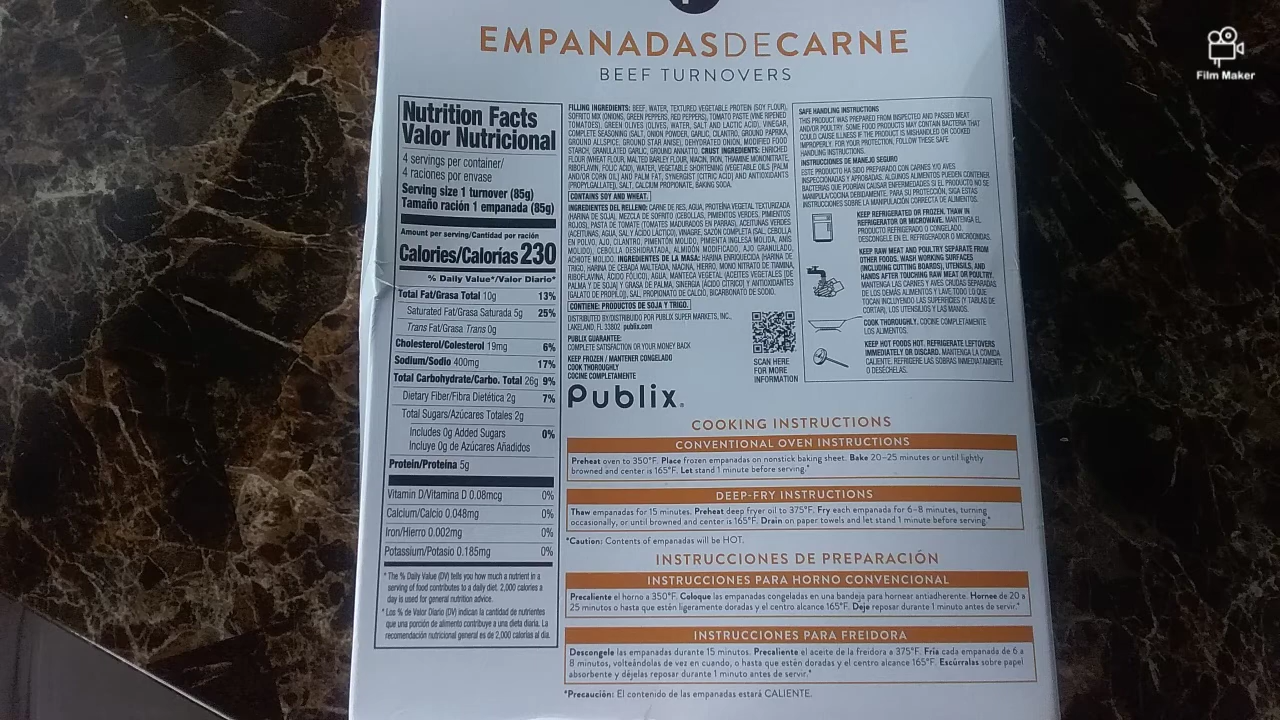 EMPANADASDECARNE
BEEF TURNOVERS
Nutrition Facts
Valor Nutricional
4 servings per container/
4 raciones por envase
Serving size 1 turnover (85g)
Tamaño ración 1 empanada (85g)
Amount per serving/Cantidad por ración
Calories/Calorías 230
% Daily Value*/Valor Diario*
Total Fat/Grasa Total 10g 13%
Saturated Fat/Grasa Saturada 5g 25%
Trans Fat/Grasa Trans 0g
Cholesterol/Colesterol 19mg 6%
Sodium/Sodio 400mg 17%
Total Carbohydrate/Carbo. Total 26g 9%
Dietary Fiber/Fibra Dietética 2g 7%
Total Sugars/Azúcares Totales 2g
Includes 0g Added Sugars 0%
Incluye 0g de Azúcares Añadidos
Protein/Proteína 5g
Vitamin D/Vitamina D 0.08mcg 0%
Calcium/Calcio 0.048mg 0%
Iron/Hierro 0.002mg 0%
Potassium/Potasio 0.185mg 0%
* The % Daily Value (DV) tells you how much a nutrient in a
serving of food contributes to a daily diet. 2,000 calories a
day is used for general nutrition advice.
* Los % de Valor Diario (DV) indican la cantidad de nutrientes
que una porción de alimento contribuye a una dieta diaria. La
recomendación nutricional general es de 2,000 calorías al día.
FILLING INGREDIENTS: BEEF, WATER, TEXTURED VEGETABLE PROTEIN (SOY FLOUR),
SOFRITO MIX (ONIONS, GREEN PEPPERS, RED PEPPERS), TOMATO PASTE (VINE RIPENED
TOMATOES), GREEN OLIVES (OLIVES, WATER, SALT AND LACTIC ACID), VINEGAR,
COMPLETE SEASONING (SALT, ONION POWDER, GARLIC, CILANTRO, GROUND PAPRIKA,
GROUND ALLSPICE, GROUND STAR ANISE), DEHYDRATED ONION, MODIFIED FOOD
STARCH, GRANULATED GARLIC, GROUND ANNATTO. CRUST INGREDIENTS: ENRICHED
FLOUR (WHEAT FLOUR, MALTED BARLEY FLOUR, NIACIN, IRON, THIAMINE MONONITRATE,
RIBOFLAVIN, FOLIC ACID), WATER, VEGETABLE SHORTENING (VEGETABLE OILS [PALM
AND/OR CORN OIL] AND PALM FAT, SYNERGIST [CITRIC ACID] AND ANTIOXIDANTS
[PROPYLGALLATE]), SALT, CALCIUM PROPIONATE, BAKING SODA.
CONTAINS SOY AND WHEAT.
INGREDIENTES DEL RELLENO: CARNE DE RES, AGUA, PROTEÍNA VEGETAL TEXTURIZADA
(HARINA DE SOJA), MEZCLA DE SOFRITO (CEBOLLAS, PIMIENTOS VERDES, PIMIENTOS
ROJOS), PASTA DE TOMATE (TOMATES MADURADOS EN PARRAS), ACEITUNAS VERDES
(ACEITUNAS, AGUA, SAL Y ÁCIDO LÁCTICO), VINAGRE, SAZÓN COMPLETA (SAL, CEBOLLA
EN POLVO, AJO, CILANTRO, PIMENTÓN MOLIDO, PIMIENTA INGLESA MOLIDA, ANÍS
MOLIDO), CEBOLLA DESHIDRATADA, ALMIDÓN MODIFICADO, AJO GRANULADO,
ACHIOTE MOLIDO. INGREDIENTES DE LA MASA: HARINA ENRIQUECIDA (HARINA DE
TRIGO, HARINA DE CEBADA MALTEADA, NIACINA, HIERRO, MONO NITRATO DE TIAMINA,
RIBOFLAVINA, ÁCIDO FÓLICO), AGUA, MANTECA VEGETAL (ACEITES VEGETALES [DE
PALMA Y DE SOJA] Y GRASA DE PALMA, SINERGIA [ÁCIDO CÍTRICO] Y ANTIOXIDANTES
[GALATO DE PROPILO]), SAL, PROPIONATO DE CALCIO, BICARBONATO DE SODIO.
CONTIENE: PRODUCTOS DE SOJA Y TRIGO.
DISTRIBUTED BY/DISTRIBUIDO POR PUBLIX SUPER MARKETS, INC.,
LAKELAND, FL 33802 publix.com
PUBLIX GUARANTEE:
COMPLETE SATISFACTION OR YOUR MONEY BACK
KEEP FROZEN / MANTENER CONGELADO
COOK THOROUGHLY
COCINE COMPLETAMENTE
SCAN HERE
FOR MORE
INFORMATION
Publix.
SAFE HANDLING INSTRUCTIONS
THIS PRODUCT WAS PREPARED FROM INSPECTED AND PASSED MEAT
AND/OR POULTRY. SOME FOOD PRODUCTS MAY CONTAIN BACTERIA THAT
COULD CAUSE ILLNESS IF THE PRODUCT IS MISHANDLED OR COOKED
IMPROPERLY. FOR YOUR PROTECTION, FOLLOW THESE SAFE
HANDLING INSTRUCTIONS.
INSTRUCCIONES DE MANEJO SEGURO
ESTE PRODUCTO HA SIDO PREPARADO CON CARNES Y/O AVES
INSPECCIONADAS Y APROBADAS. ALGUNOS ALIMENTOS PUEDEN CONTENER
BACTERIAS QUE PODRÍAN CAUSAR ENFERMEDADES SI EL PRODUCTO NO SE
MANIPULA/COCINA DEBIDAMENTE. PARA SU PROTECCIÓN, SIGA ESTAS
INSTRUCCIONES SOBRE LA MANIPULACIÓN CORRECTA DE ALIMENTOS.
KEEP REFRIGERATED OR FROZEN. THAW IN
REFRIGERATOR OR MICROWAVE. MANTENGA EL
PRODUCTO REFRIGERADO O CONGELADO.
DESCONGELE EN EL REFRIGERADOR O MICROONDAS.
KEEP RAW MEAT AND POULTRY SEPARATE FROM
OTHER FOODS. WASH WORKING SURFACES
(INCLUDING CUTTING BOARDS), UTENSILS, AND
HANDS AFTER TOUCHING RAW MEAT OR POULTRY.
MANTENGA LAS CARNES Y AVES CRUDAS SEPARADAS
DE LOS DEMÁS ALIMENTOS Y LAVE TODO LO QUE
TOCAN INCLUYENDO LAS SUPERFICIES (Y TABLAS DE
CORTAR), LOS UTENSILIOS Y LAS MANOS.
COOK THOROUGHLY. COCINE COMPLETAMENTE
LOS ALIMENTOS.
KEEP HOT FOODS HOT. REFRIGERATE LEFTOVERS
IMMEDIATELY OR DISCARD. MANTENGA LA COMIDA
CALIENTE. REFRIGERE LAS SOBRAS INMEDIATAMENTE
O DESÉCHELAS.
COOKING INSTRUCTIONS
CONVENTIONAL OVEN INSTRUCTIONS
Preheat oven to 350°F. Place frozen empanadas on nonstick baking sheet. Bake 20–25 minutes or until lightly
browned and center is 165°F. Let stand 1 minute before serving.*
DEEP-FRY INSTRUCTIONS
Thaw empanadas for 15 minutes. Preheat deep fryer oil to 375°F. Fry each empanada for 6–8 minutes, turning
occasionally, or until browned and center is 165°F. Drain on paper towels and let stand 1 minute before serving.*
*Caution: Contents of empanadas will be HOT.
INSTRUCCIONES DE PREPARACIÓN
INSTRUCCIONES PARA HORNO CONVENCIONAL
Precaliente el horno a 350°F. Coloque las empanadas congeladas en una bandeja para hornear antiadherente. Hornee de 20 a
25 minutos o hasta que estén ligeramente doradas y el centro alcance 165°F. Deje reposar durante 1 minuto antes de servir.*
INSTRUCCIONES PARA FREIDORA
Descongele las empanadas durante 15 minutos. Precaliente el aceite de la freidora a 375°F. Fría cada empanada de 6 a
8 minutos, volteándolas de vez en cuando, o hasta que estén doradas y el centro alcance 165°F. Escúrralas sobre papel
absorbente y déjelas reposar durante 1 minuto antes de servir.*
*Precaución: El contenido de las empanadas estará CALIENTE.
Film Maker